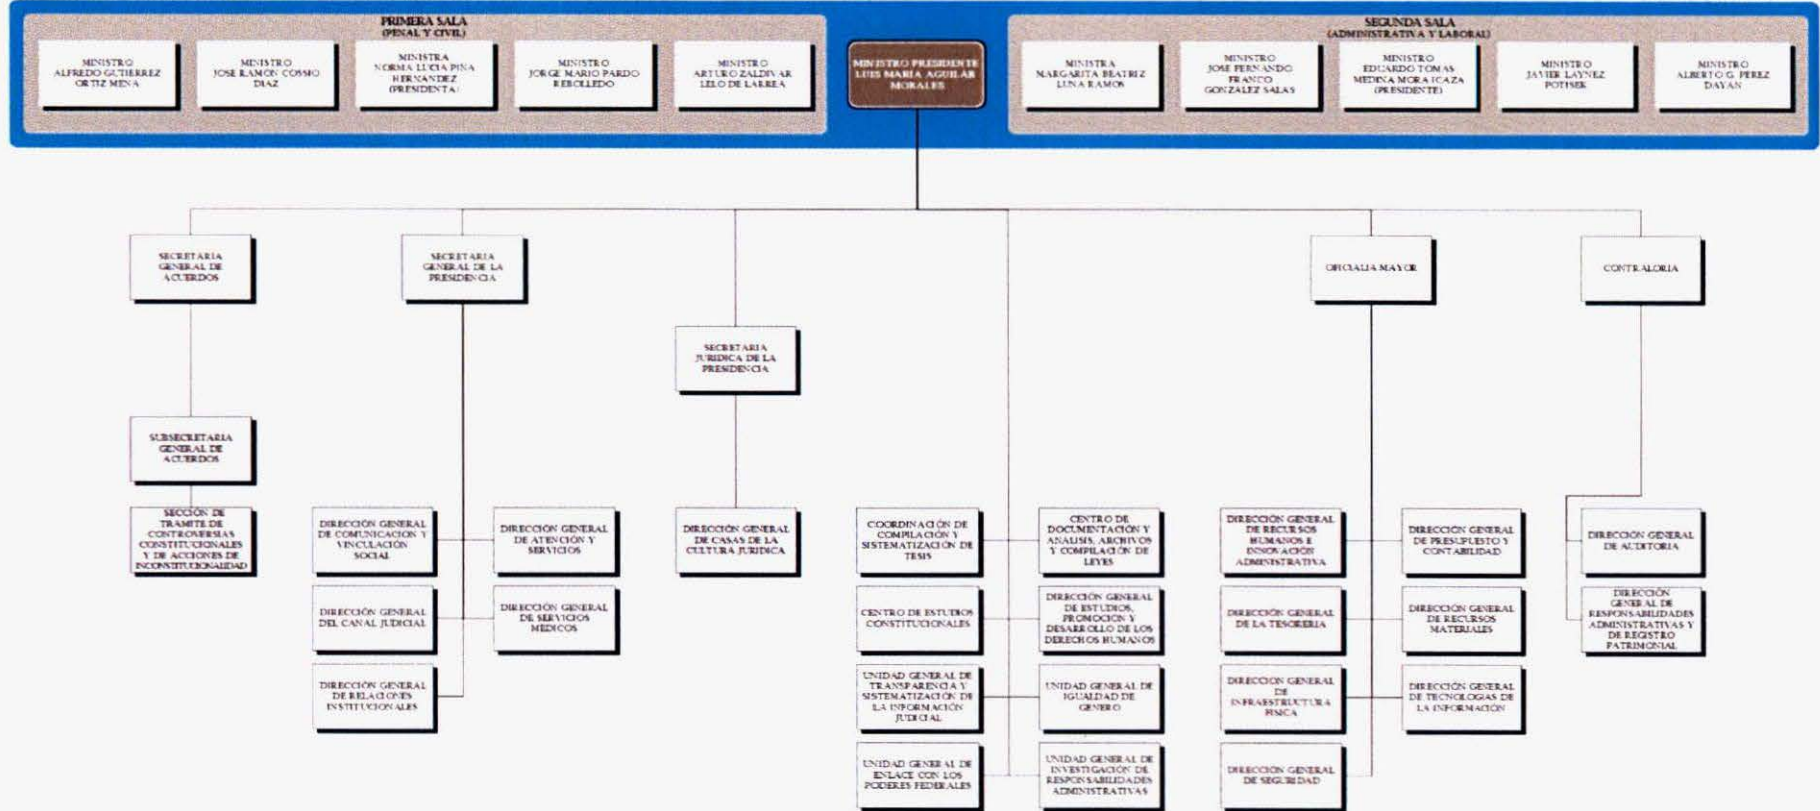 PRIMERA SALA
(PENAL Y CIVIL)
MINISTRO
ALFREDO GUTIERREZ
ORTIZ MENA
MINISTRO
JOSE RAMON COSSIO
DIAZ
MINISTRA
NORMA LUCIA PINA
HERNANDEZ
(PRESIDENTA)
MINISTRO
JORGE MARIO PARDO
REBOLLEDO
MINISTRO
ARTURO ZALDIVAR
LELO DE LARREA
MINISTRO PRESIDENTE
LUIS MARIA AGUILAR
MORALES
SEGUNDA SALA
(ADMINISTRATIVA Y LABORAL)
MINISTRA
MARGARITA BEATRIZ
LUNA RAMOS
MINISTRO
JOSE FERNANDO
FRANCO
GONZALEZ SALAS
MINISTRO
EDUARDO TOMAS
MEDINA MORA ICAZA
(PRESIDENTE)
MINISTRO
JAVIER LAYNEZ
POTISEK
MINISTRO
ALBERTO G. PEREZ
DAYAN
SECRETARIA
GENERAL DE
ACUERDOS
SECRETARIA
GENERAL DE LA
PRESIDENCIA
OFICIALIA MAYOR
CONTRALORIA
SECRETARIA
JURIDICA DE LA
PRESIDENCIA
SUBSECRETARIA
GENERAL DE
ACUERDOS
SECCIÓN DE
TRAMITE DE
CONTROVERSIAS
CONSTITUCIONALES
Y DE ACCIONES DE
INCONSTITUCIONALIDAD
DIRECCIÓN GENERAL
DE COMUNICACION Y
VINCULACIÓN
SOCIAL
DIRECCIÓN GENERAL
DE ATENCIÓN Y
SERVICIOS
DIRECCIÓN GENERAL
DE CASAS DE LA
CULTURA JURIDICA
COORDINACIÓN DE
COMPILACIÓN Y
SISTEMATIZACIÓN DE
TESIS
CENTRO DE
DOCUMENTACIÓN Y
ANALISIS, ARCHIVOS
Y COMPILACIÓN DE
LEYES
DIRECCIÓN GENERAL
DE RECURSOS
HUMANOS E
INNOVACIÓN
ADMINISTRATIVA
DIRECCIÓN GENERAL
DE PRESUPUESTO Y
CONTABILIDAD
DIRECCIÓN GENERAL
DE AUDITORIA
DIRECCIÓN GENERAL
DEL CANAL JUDICIAL
DIRECCIÓN GENERAL
DE SERVICIOS
MEDICOS
CENTRO DE ESTUDIOS
CONSTITUCIONALES
DIRECCIÓN GENERAL
DE ESTUDIOS,
PROMOCION Y
DESARROLLO DE LOS
DERECHOS HUMANOS
DIRECCIÓN GENERAL
DE LA TESORERIA
DIRECCIÓN GENERAL
DE RECURSOS
MATERIALES
DIRECCIÓN
GENERAL DE
RESPONSABILIDADES
ADMINISTRATIVAS Y
DE REGISTRO
PATRIMONIAL
DIRECCIÓN GENERAL
DE RELACIONES
INSTITUCIONALES
UNIDAD GENERAL DE
TRANSPARENCIA Y
SISTEMATIZACIÓN DE
LA INFORMACIÓN
JUDICIAL
UNIDAD GENERAL DE
IGUALDAD DE
GENERO
DIRECCIÓN GENERAL
DE
INFRAESTRUCTURA
FISICA
DIRECCIÓN GENERAL
DE TECNOLOGIAS DE
LA INFORMACIÓN
UNIDAD GENERAL DE
ENLACE CON LOS
PODERES FEDERALES
UNIDAD GENERAL DE
INVESTIGACIÓN DE
RESPONSABILIDADES
ADMINISTRATIVAS
DIRECCIÓN GENERAL
DE SEGURIDAD